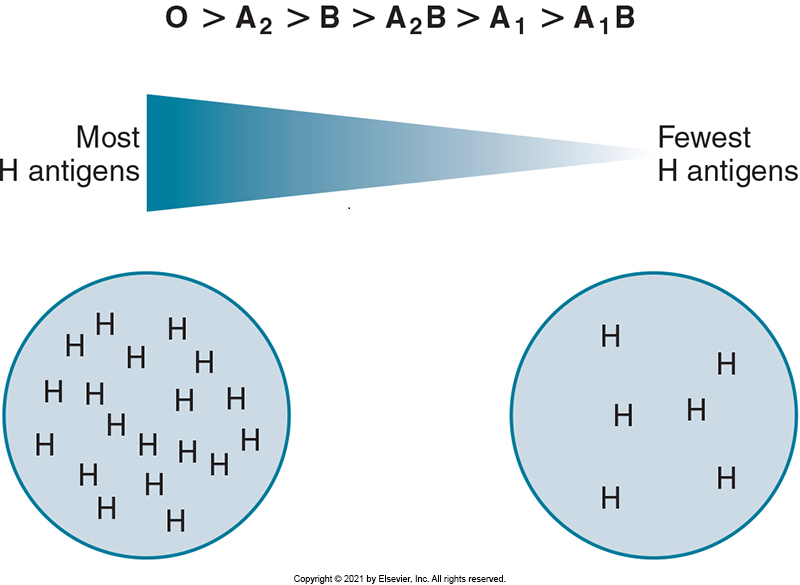 O > A₂ > B > A₂B > A₁ > A₁B
Most
H antigens
Fewest
H antigens
H H
H H H
H H H H
H H H
H H H H
H H
H H
H
H
H H
H
H
Copyright © 2021 by Elsevier, Inc. All rights reserved.